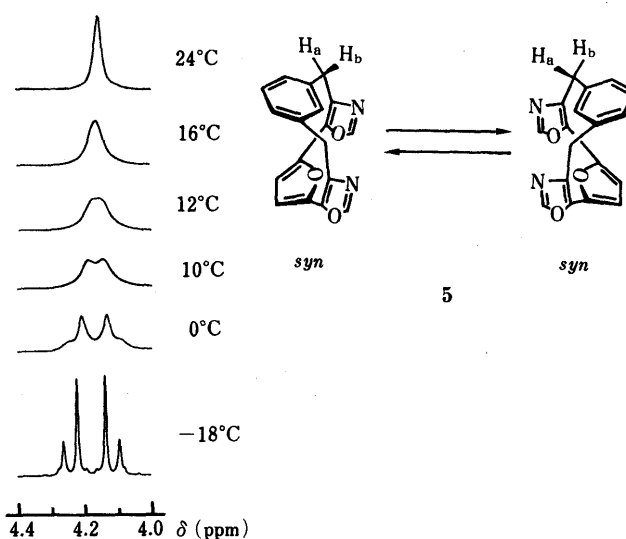 24°C
16°C
12°C
10°C
0°C
−18°C
4.4 4.2 4.0 δ (ppm)
Ha Hb
N
O
O
N
O
syn
Ha Hb
N
O
O
N
O
syn
5